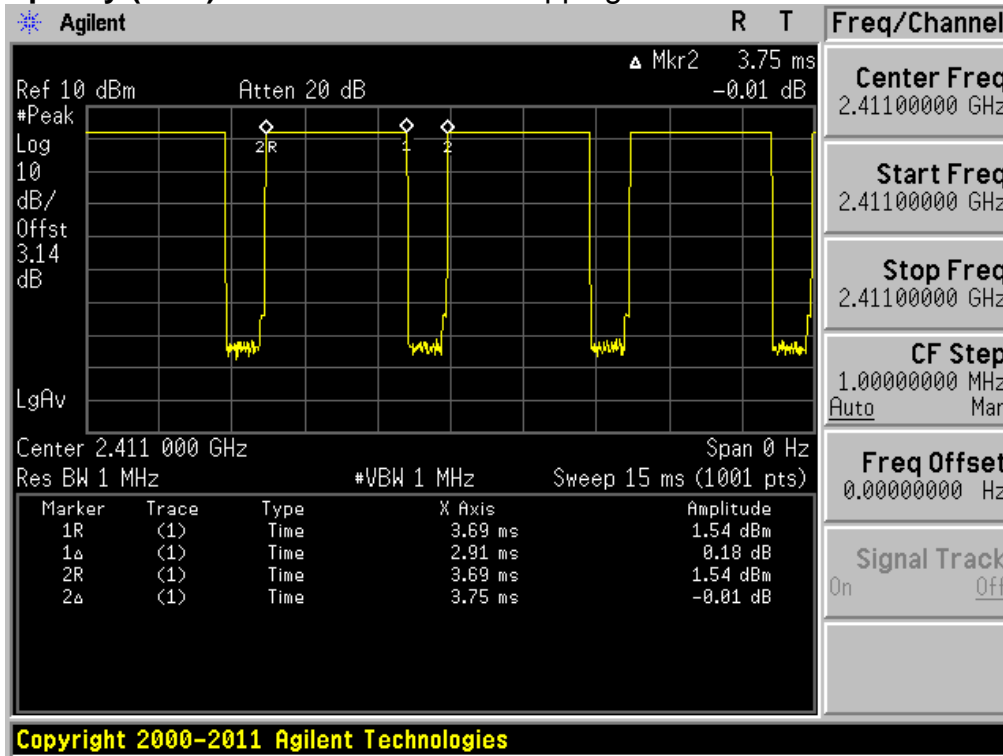 Agilent
R T
Freq/Channel
Δ Mkr2 3.75 ms
Ref 10 dBm Atten 20 dB -0.01 dB
#Peak
Log
10
dB/
Offst
3.14
dB
LgAv
2R
1
2
Center 2.411 000 GHz Span 0 Hz
Res BW 1 MHz #VBW 1 MHz Sweep 15 ms (1001 pts)
Marker Trace Type X Axis Amplitude
1R (1) Time 3.69 ms 1.54 dBm
1Δ (1) Time 2.91 ms 0.18 dB
2R (1) Time 3.69 ms 1.54 dBm
2Δ (1) Time 3.75 ms -0.01 dB
Center Freq
2.41100000 GHz
Start Freq
2.41100000 GHz
Stop Freq
2.41100000 GHz
CF Step
1.00000000 MHz
Auto Man
Freq Offset
0.00000000 Hz
Signal Track
On Off
Copyright 2000-2011 Agilent Technologies